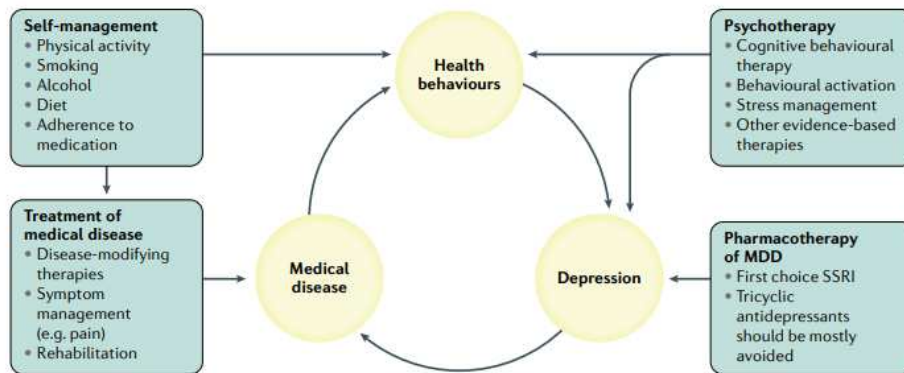 Self-management
• Physical activity
• Smoking
• Alcohol
• Diet
• Adherence to
medication
Health
behaviours
Psychotherapy
• Cognitive behavioural
therapy
• Behavioural activation
• Stress management
• Other evidence-based
therapies
Treatment of
medical disease
• Disease-modifying
therapies
• Symptom
management
(e.g. pain)
• Rehabilitation
Medical
disease
Depression
Pharmacotherapy
of MDD
• First choice SSRI
• Tricyclic
antidepressants
should be mostly
avoided